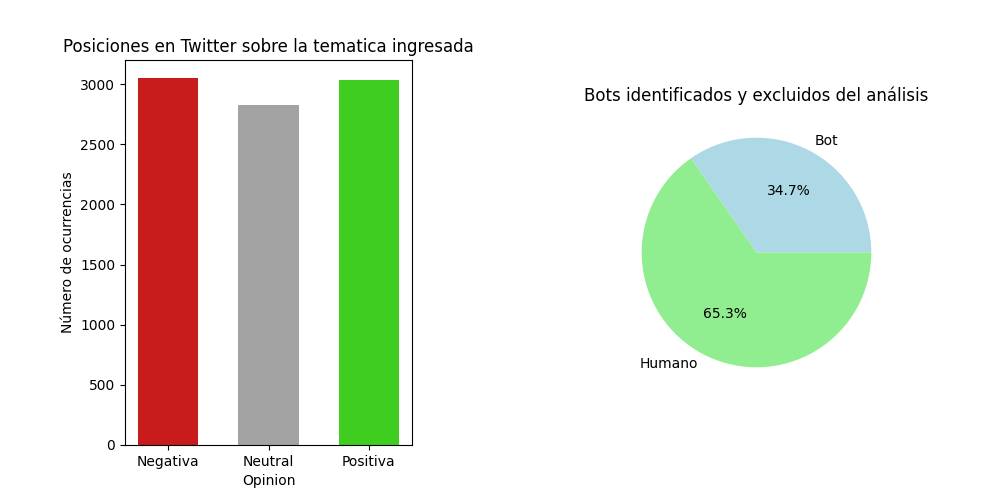 Posiciones en Twitter sobre la tematica ingresada
Número de ocurrencias
3000
2500
2000
1500
1000
500
0
Negativa
Neutral
Positiva
Opinion
Bots identificados y excluidos del análisis
Bot
34.7%
65.3%
Humano